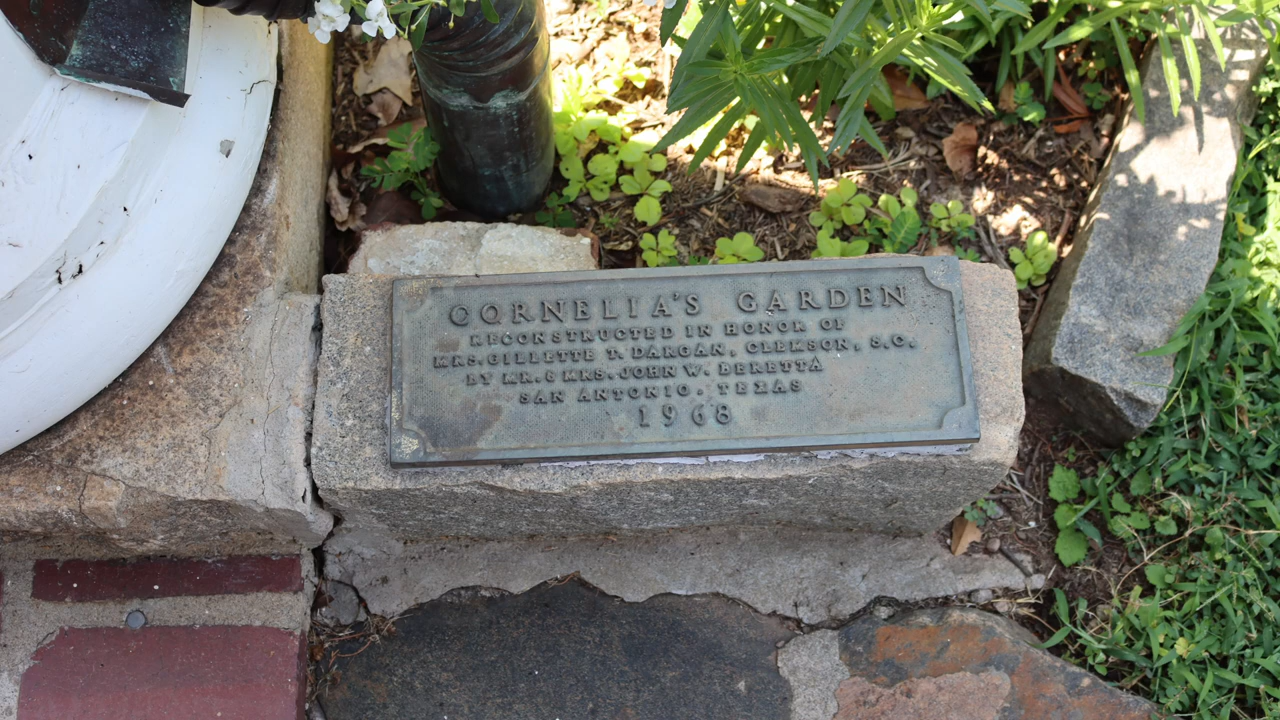 CORNELIA'S GARDEN
RECONSTRUCTED IN HONOR OF
MRS. GILLETTE T. DARGAN, CLEMSON, S.C.
BY MR. & MRS. JOHN W. BERETTA
SAN ANTONIO, TEXAS
1968